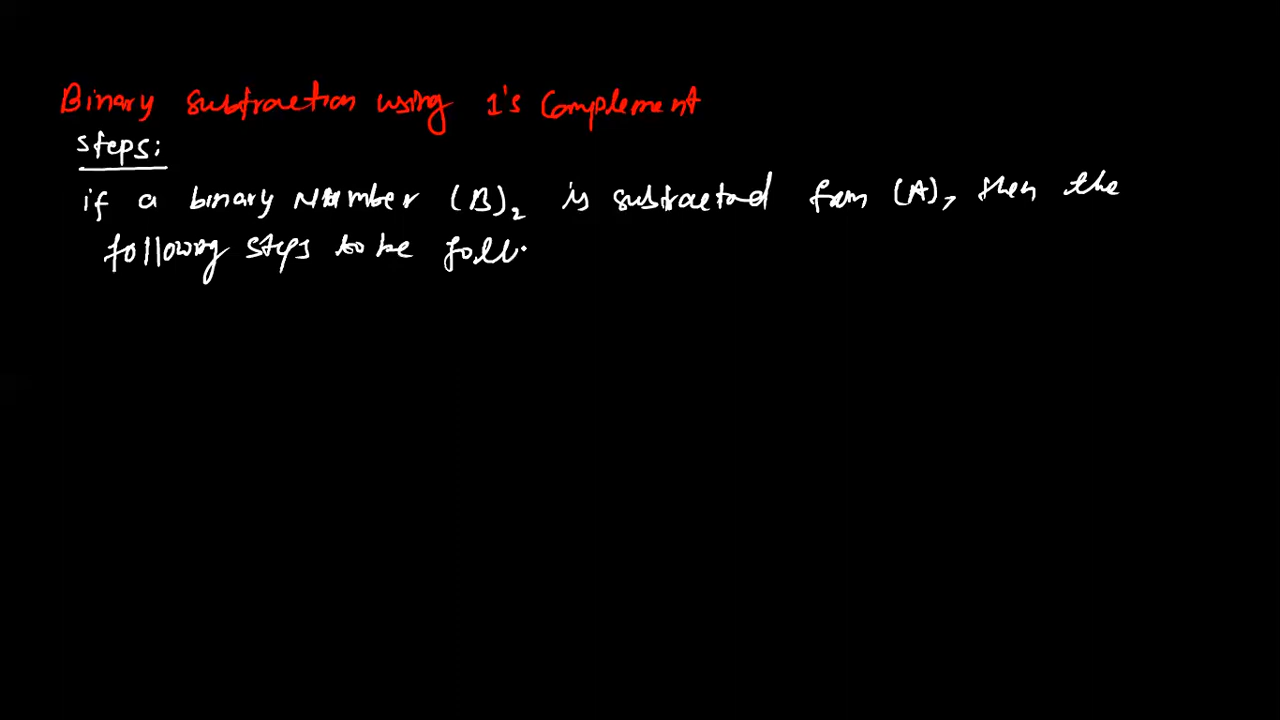 Binary subtraction using 1's complement
steps:
if a binary Number (B)₂ is subtracted from (A), then the
following steps to be foll